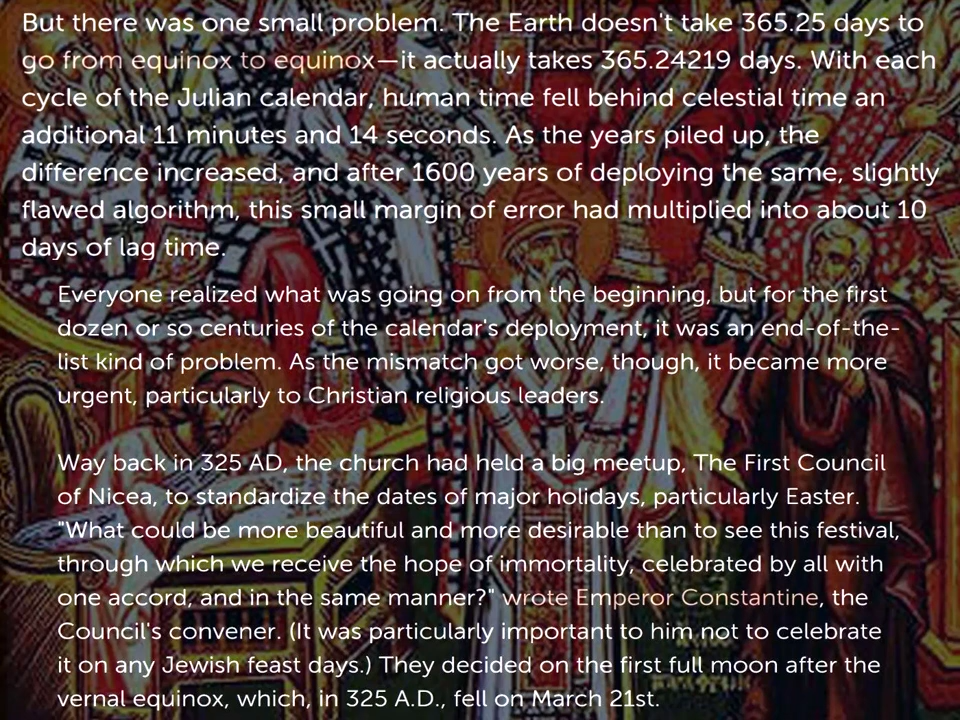 But there was one small problem. The Earth doesn't take 365.25 days to
go from equinox to equinox—it actually takes 365.24219 days. With each
cycle of the Julian calendar, human time fell behind celestial time an
additional 11 minutes and 14 seconds. As the years piled up, the
difference increased, and after 1600 years of deploying the same, slightly
flawed algorithm, this small margin of error had multiplied into about 10
days of lag time.
Everyone realized what was going on from the beginning, but for the first
dozen or so centuries of the calendar's deployment, it was an end-of-the-
list kind of problem. As the mismatch got worse, though, it became more
urgent, particularly to Christian religious leaders.
Way back in 325 AD, the church had held a big meetup, The First Council
of Nicea, to standardize the dates of major holidays, particularly Easter.
"What could be more beautiful and more desirable than to see this festival,
through which we receive the hope of immortality, celebrated by all with
one accord, and in the same manner?" wrote Emperor Constantine, the
Council's convener. (It was particularly important to him not to celebrate
it on any Jewish feast days.) They decided on the first full moon after the
vernal equinox, which, in 325 A.D., fell on March 21st.